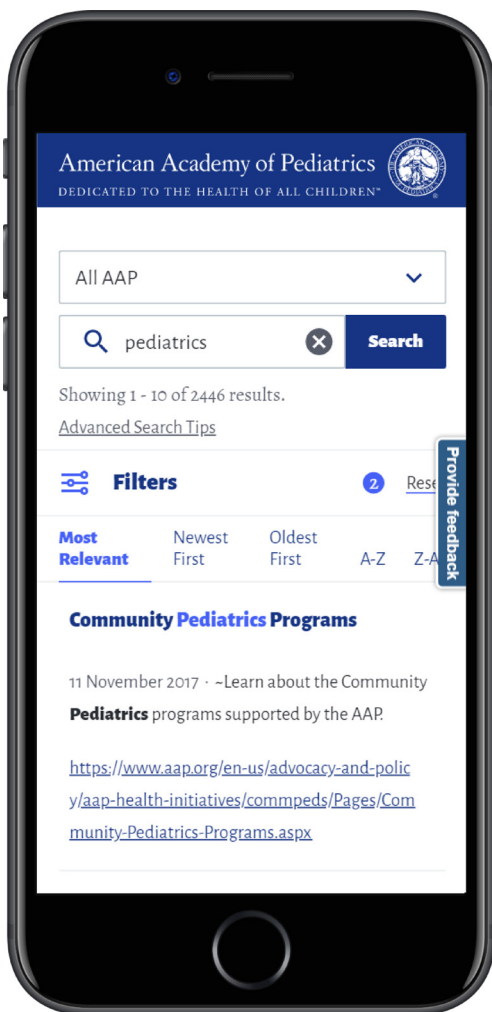 American Academy of Pediatrics
DEDICATED TO THE HEALTH OF ALL CHILDREN™
All AAP
pediatrics
Search
Showing 1 - 10 of 2446 results.
Advanced Search Tips
Filters
2
Rese
Provide feedback
Most Relevant
Newest First
Oldest First
A-Z
Z-A
Community Pediatrics Programs
11 November 2017 · ~Learn about the Community
Pediatrics programs supported by the AAP.
https://www.aap.org/en-us/advocacy-and-polic
y/aap-health-initiatives/commpeds/Pages/Com
munity-Pediatrics-Programs.aspx